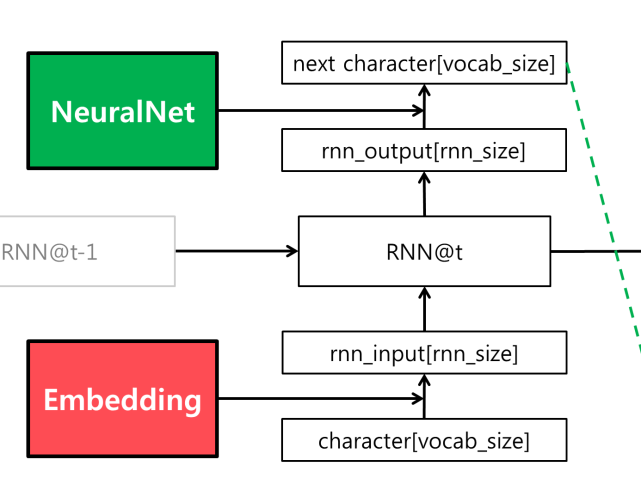 next character[vocab_size]
NeuralNet
rnn_output[rnn_size]
RNN@t-1
RNN@t
rnn_input[rnn_size]
Embedding
character[vocab_size]